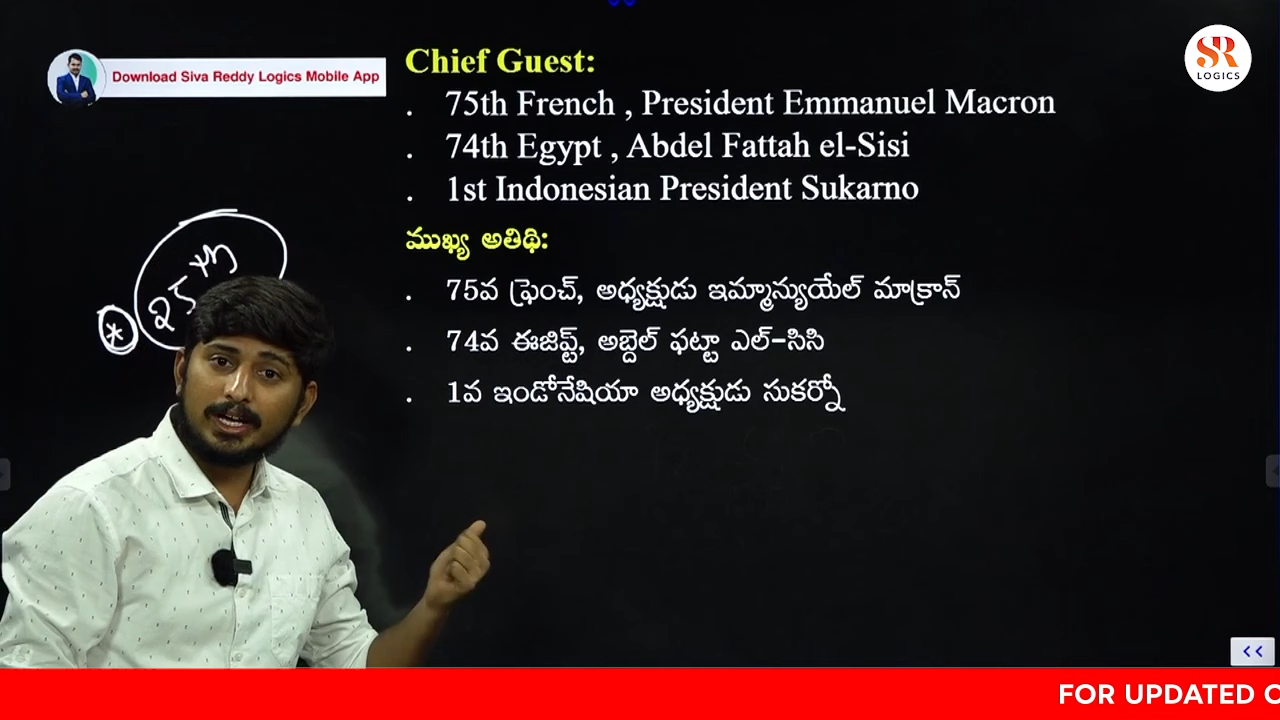 Download Siva Reddy Logics Mobile App
SR
LOGICS
Chief Guest:
. 75th French , President Emmanuel Macron
. 74th Egypt , Abdel Fattah el-Sisi
. 1st Indonesian President Sukarno
25th
ముఖ్య అతిథి:
. 75వ ఫ్రెంచ్, అధ్యక్షుడు ఇమ్మాన్యుయేల్ మాక్రాన్
. 74వ ఈజిప్ట్, అబ్దెల్ ఫట్టా ఎల్-సిసి
. 1వ ఇండోనేషియా అధ్యక్షుడు సుకర్నో
<<
FOR UPDATED C